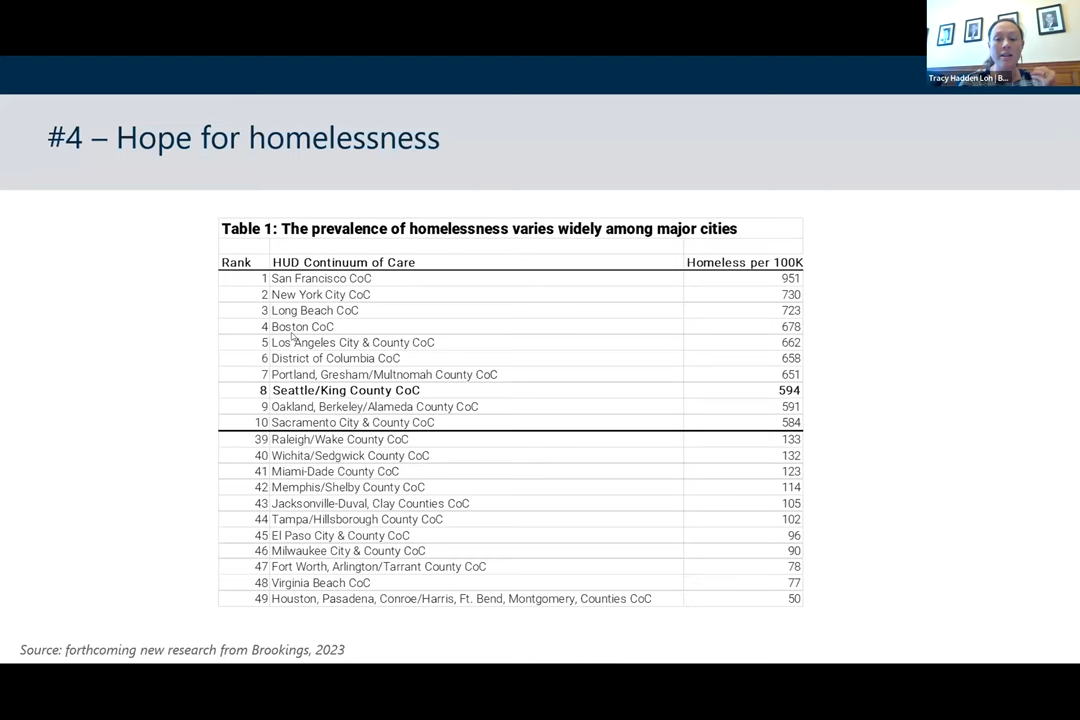 Tracy Hadden Loh | B...
#4 – Hope for homelessness
Table 1: The prevalence of homelessness varies widely among major cities
Rank HUD Continuum of Care Homeless per 100K
1 San Francisco CoC 951
2 New York City CoC 730
3 Long Beach CoC 723
4 Boston CoC 678
5 Los Angeles City & County CoC 662
6 District of Columbia CoC 658
7 Portland, Gresham/Multnomah County CoC 651
8 Seattle/King County CoC 594
9 Oakland, Berkeley/Alameda County CoC 591
10 Sacramento City & County CoC 584
39 Raleigh/Wake County CoC 133
40 Wichita/Sedgwick County CoC 132
41 Miami-Dade County CoC 123
42 Memphis/Shelby County CoC 114
43 Jacksonville-Duval, Clay Counties CoC 105
44 Tampa/Hillsborough County CoC 102
45 El Paso City & County CoC 96
46 Milwaukee City & County CoC 90
47 Fort Worth, Arlington/Tarrant County CoC 78
48 Virginia Beach CoC 77
49 Houston, Pasadena, Conroe/Harris, Ft. Bend, Montgomery, Counties CoC 50
Source: forthcoming new research from Brookings, 2023